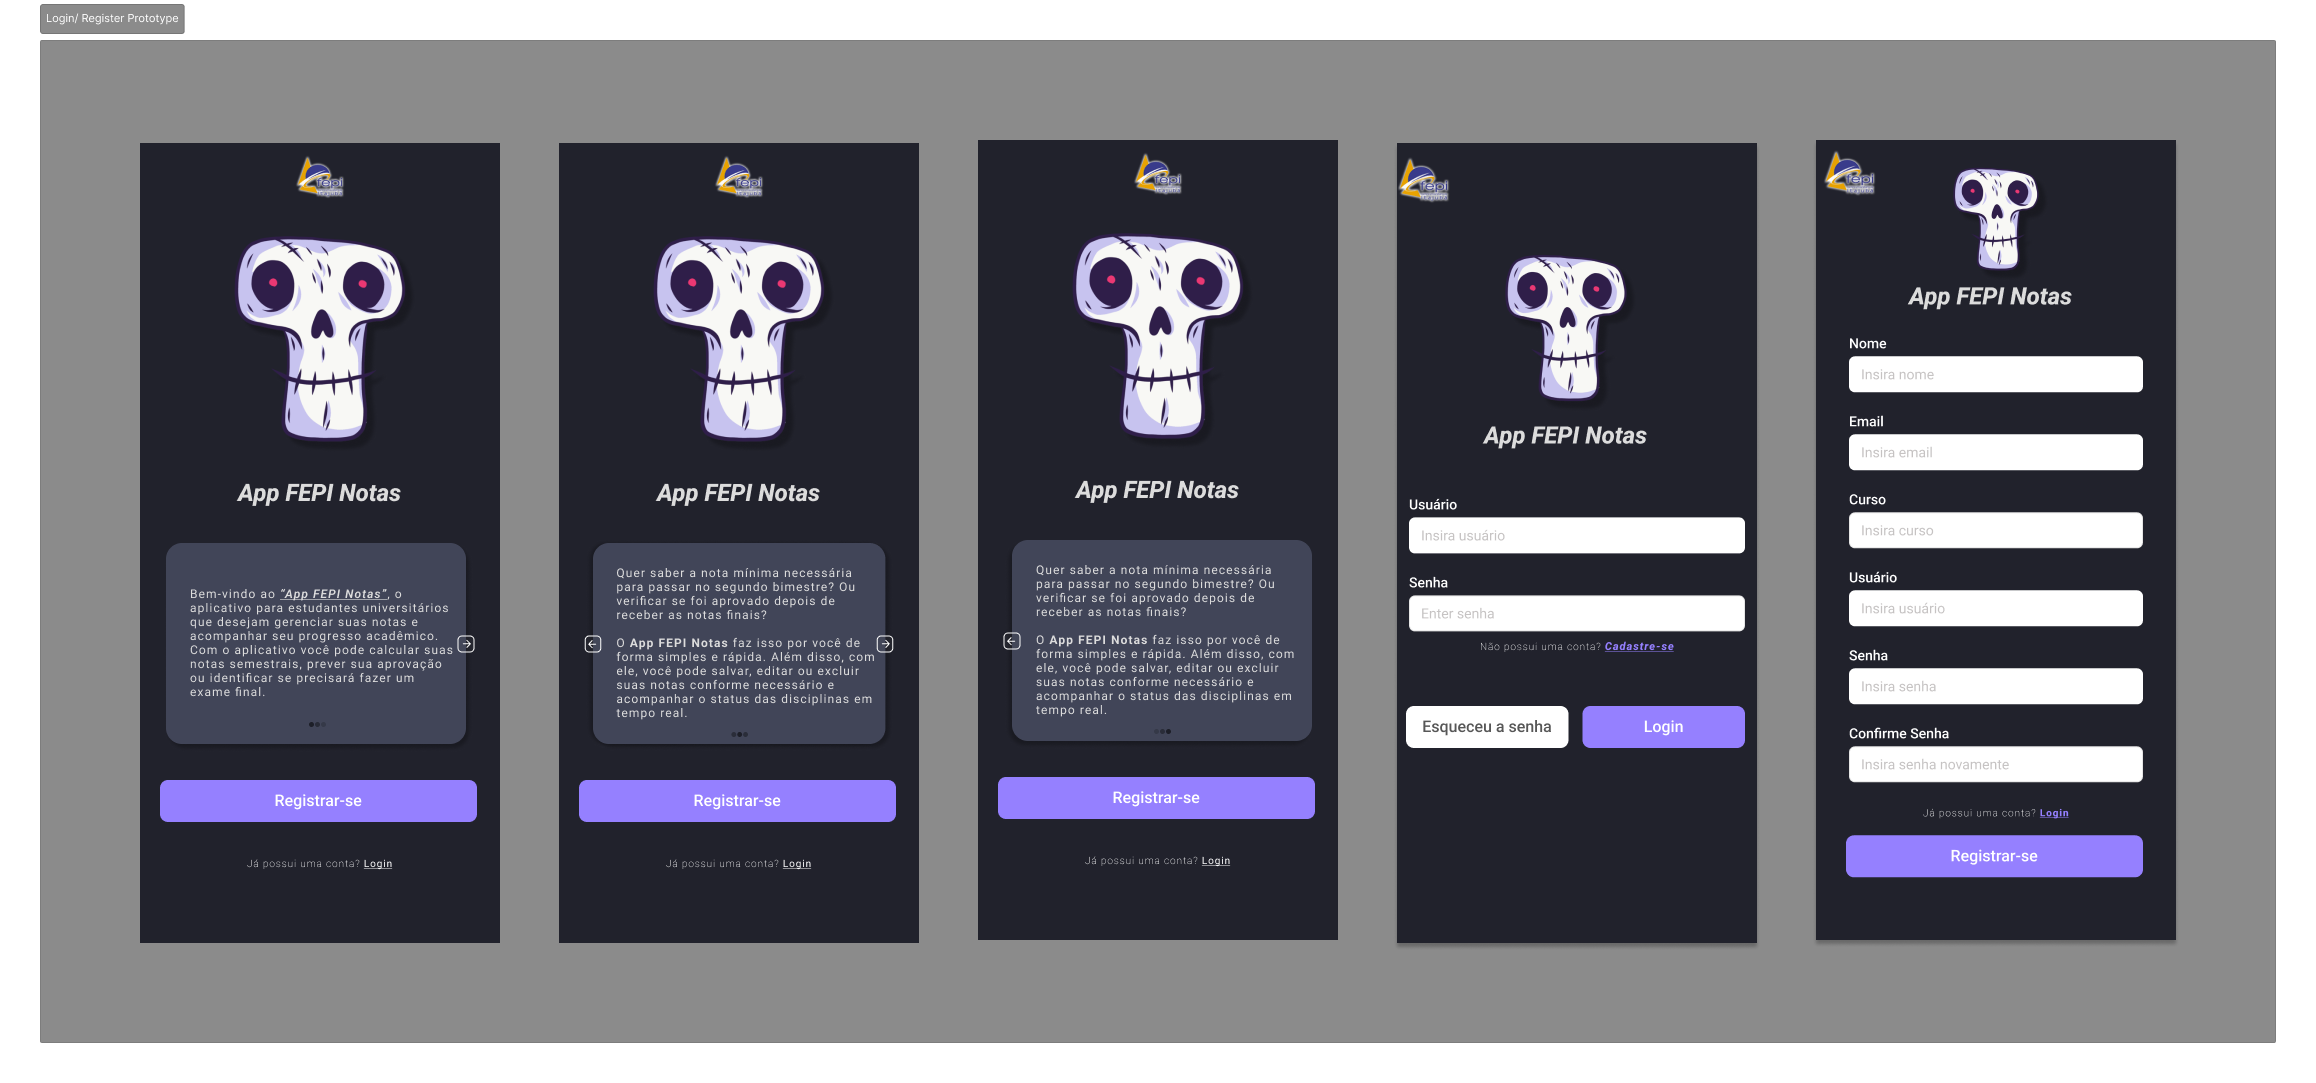 Login/ Register Prototype
fepi
App FEPI Notas
Bem-vindo ao "App FEPI Notas", o
aplicativo para estudantes universitários
que desejam gerenciar suas notas e
acompanhar seu progresso acadêmico.
Com o aplicativo você pode calcular suas
notas semestrais, prever sua aprovação
ou identificar se precisará fazer um
exame final.
Registrar-se
Já possui uma conta? Login
fepi
App FEPI Notas
Quer saber a nota mínima necessária
para passar no segundo bimestre? Ou
verificar se foi aprovado depois de
receber as notas finais?
O App FEPI Notas faz isso por você de
forma simples e rápida. Além disso, com
ele, você pode salvar, editar ou excluir
suas notas conforme necessário e
acompanhar o status das disciplinas em
tempo real.
Registrar-se
Já possui uma conta? Login
fepi
App FEPI Notas
Quer saber a nota mínima necessária
para passar no segundo bimestre? Ou
verificar se foi aprovado depois de
receber as notas finais?
O App FEPI Notas faz isso por você de
forma simples e rápida. Além disso, com
ele, você pode salvar, editar ou excluir
suas notas conforme necessário e
acompanhar o status das disciplinas em
tempo real.
Registrar-se
Já possui uma conta? Login
fepi
App FEPI Notas
Usuário
Insira usuário
Senha
Enter senha
Não possui uma conta? Cadastre-se
Esqueceu a senha
Login
fepi
App FEPI Notas
Nome
Insira nome
Email
Insira email
Curso
Insira curso
Usuário
Insira usuário
Senha
Insira senha
Confirme Senha
Insira senha novamente
Já possui uma conta? Login
Registrar-se